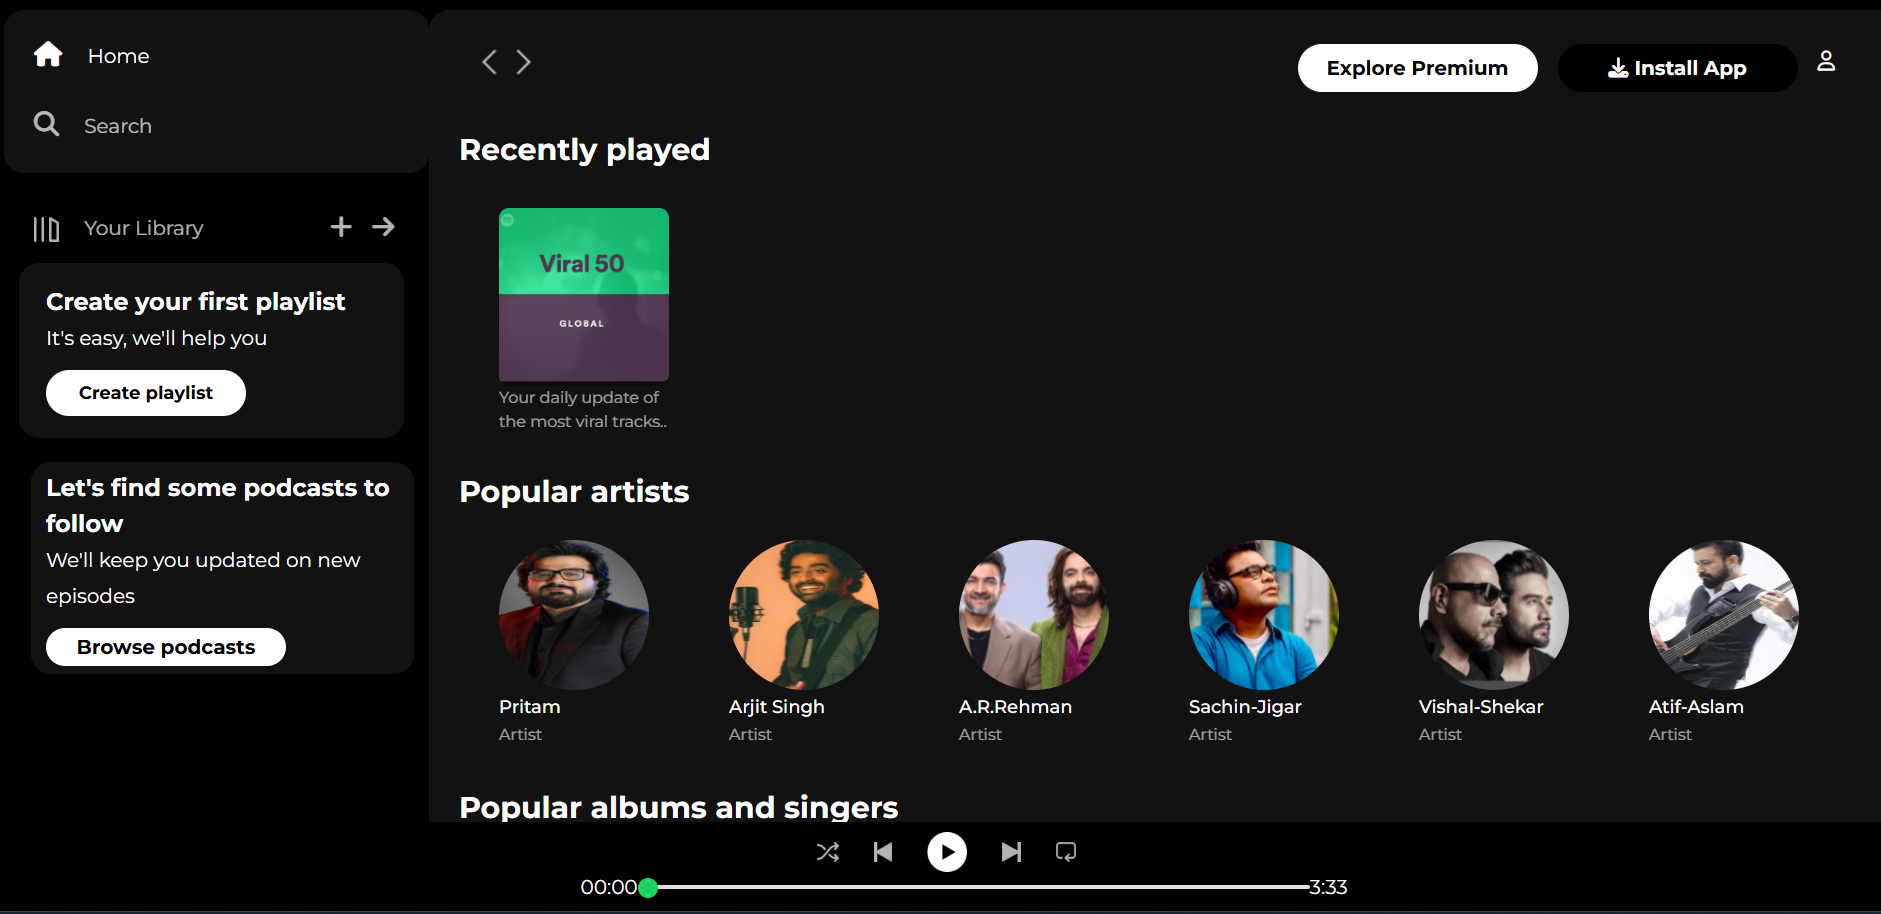 Home
Search
Your Library
Create your first playlist
It's easy, we'll help you
Create playlist
Let's find some podcasts to
follow
We'll keep you updated on new
episodes
Browse podcasts
Explore Premium
Install App
Recently played
Viral 50
GLOBAL
Your daily update of
the most viral tracks..
Popular artists
Pritam
Artist
Arjit Singh
Artist
A.R.Rehman
Artist
Sachin-Jigar
Artist
Vishal-Shekar
Artist
Atif-Aslam
Artist
Popular albums and singers
00:00
3:33